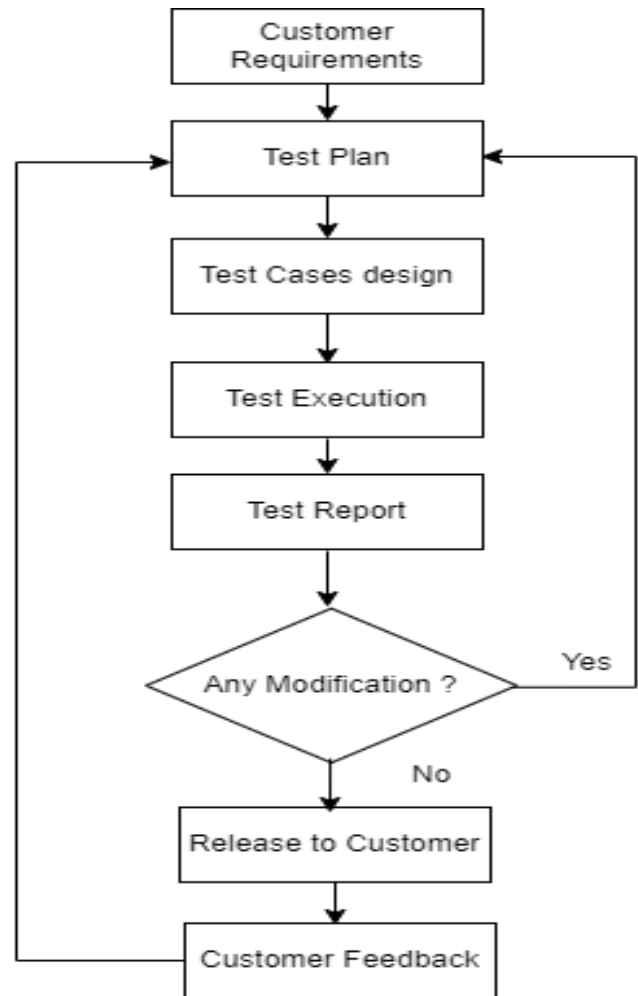 Customer
Requirements
Test Plan
Test Cases design
Test Execution
Test Report
Any Modification ?
Yes
No
Release to Customer
Customer Feedback